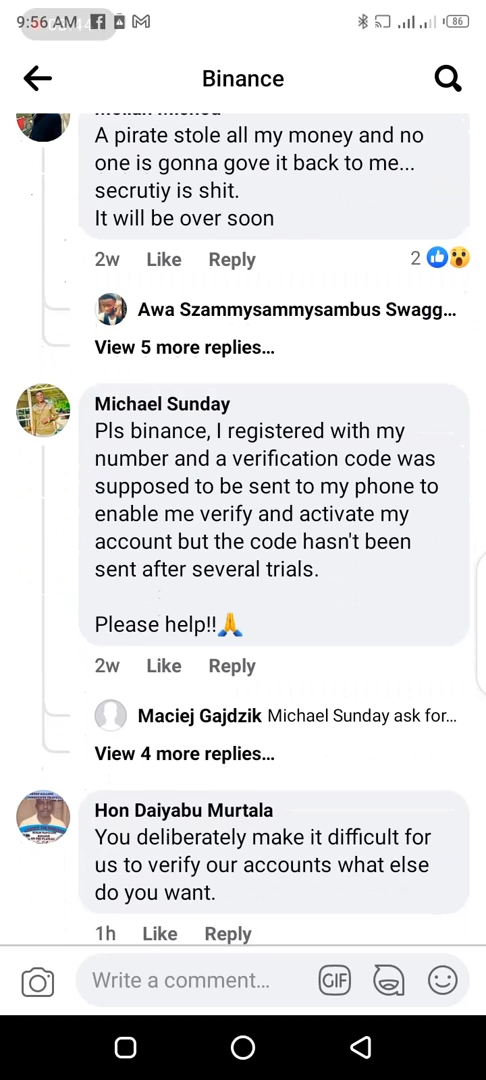 9:56 AM
86
Binance
A pirate stole all my money and no
one is gonna gove it back to me...
secrutiy is shit.
It will be over soon
2w Like Reply 2
Awa Szammysammysambus Swagg...
View 5 more replies...
Michael Sunday
Pls binance, I registered with my
number and a verification code was
supposed to be sent to my phone to
enable me verify and activate my
account but the code hasn't been
sent after several trials.
Please help!!🙏
2w Like Reply
Maciej Gajdzik Michael Sunday ask for...
View 4 more replies...
Hon Daiyabu Murtala
You deliberately make it difficult for
us to verify our accounts what else
do you want.
1h Like Reply
Write a comment...
GIF